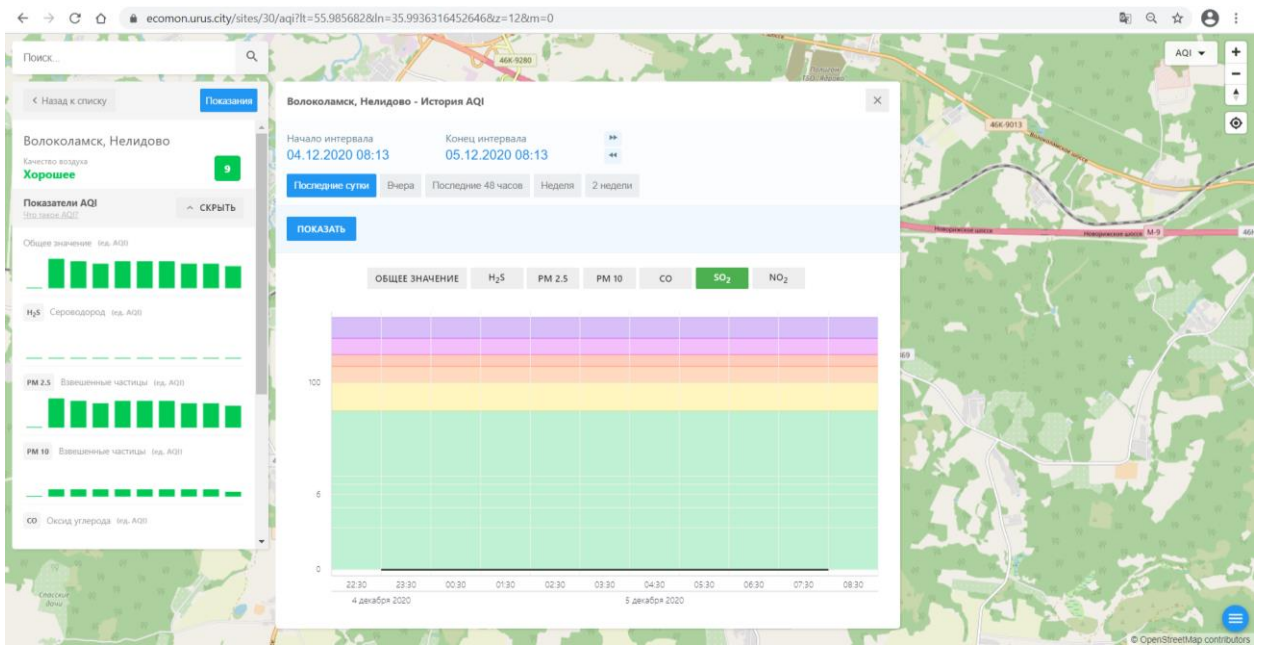 ecomon.urus.city/sites/30/aqi?lt=55.985682&ln=35.9936316452646&z=12&m=0
Поиск...
46К-9280
AQI
Назад к списку
Показания
Волоколамск, Нелидово
Качество воздуха
Хорошее
9
Показатели AQI
Что такое AQI?
СКРЫТЬ
Общее значение (ед. AQI)
H₂S Сероводород (ед. AQI)
PM 2.5 Взвешенные частицы (ед. AQI)
PM 10 Взвешенные частицы (ед. AQI)
CO Оксид углерода (ед. AQI)
Волоколамск, Нелидово - История AQI
Начало интервала Конец интервала
04.12.2020 08:13 05.12.2020 08:13
Последние сутки Вчера Последние 48 часов Неделя 2 недели
ПОКАЗАТЬ
ОБЩЕЕ ЗНАЧЕНИЕ H₂S PM 2.5 PM 10 CO SO₂ NO₂
100
6
0
22:30 23:30 00:30 01:30 02:30 03:30 04:30 05:30 06:30 07:30 08:30
4 декабря 2020 5 декабря 2020
46К-9013
Волоколамское шоссе
Новорижское шоссе
Новорижское шоссе М-9
Спасские
дачи
© OpenStreetMap contributors